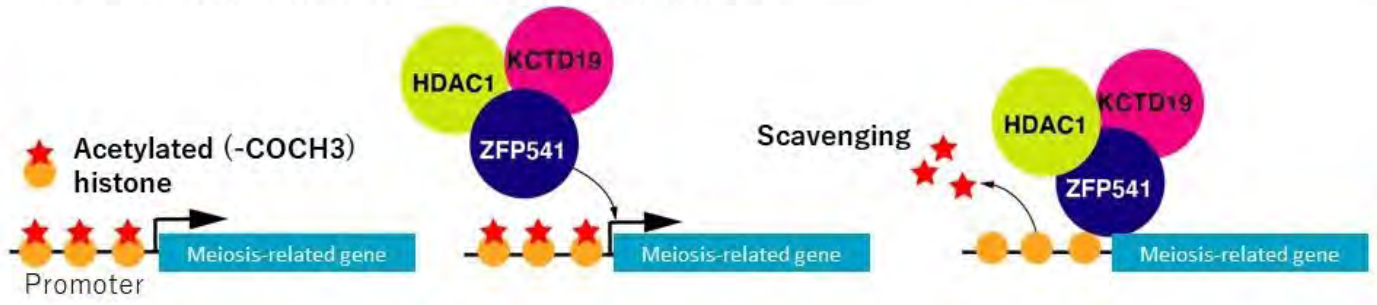 Acetylated (-COCH3)
histone
Promoter
Meiosis-related gene
HDAC1
KCTD19
ZFP541
Meiosis-related gene
Scavenging
HDAC1
KCTD19
ZFP541
Meiosis-related gene